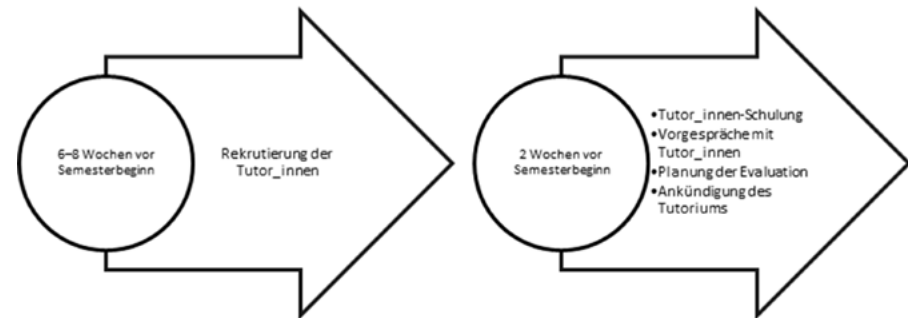 6–8 Wochen vor
Semesterbeginn
Rekrutierung der
Tutor_innen
2 Wochen vor
Semesterbeginn
•Tutor_innen-Schulung
•Vorgespräche mit
Tutor_innen
•Planung der Evaluation
•Ankündigung des
Tutoriums